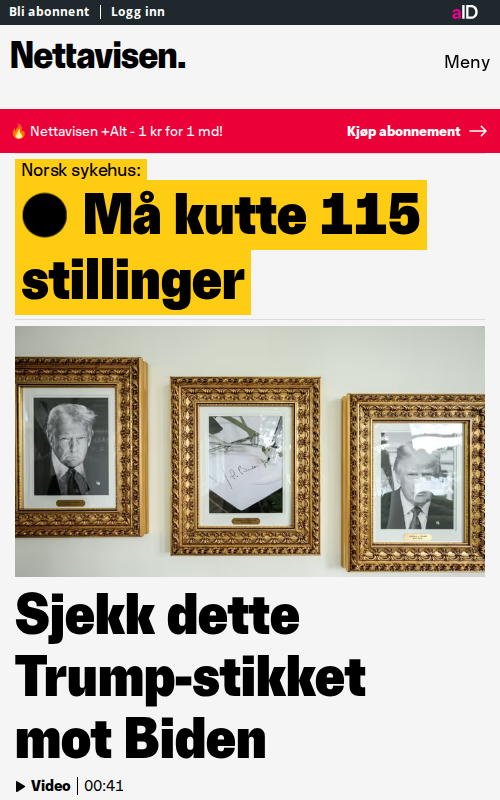 Bli abonnent | Logg inn
aID
Nettavisen.
Meny
🔥 Nettavisen +Alt - 1 kr for 1 md!
Kjøp abonnement →
Norsk sykehus:
● Må kutte 115
stillinger
Sjekk dette
Trump-stikket
mot Biden
Video | 00:41